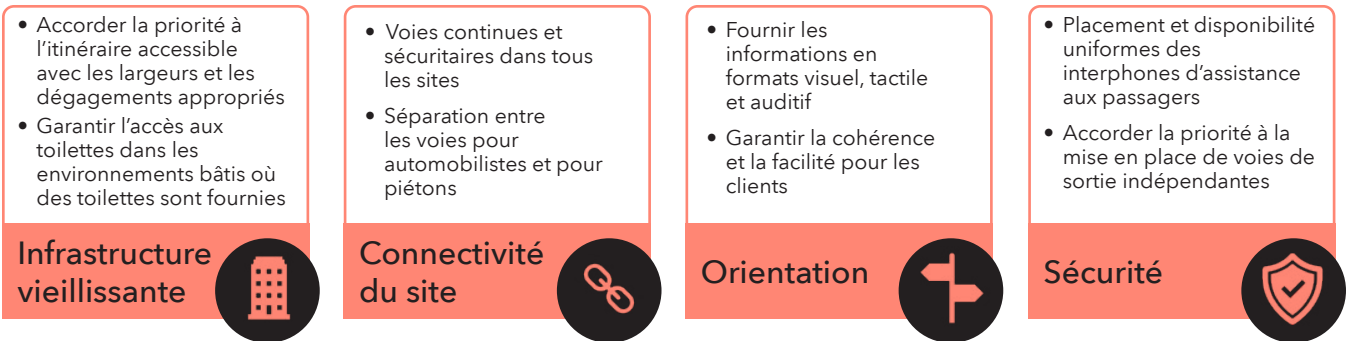 • Accorder la priorité à
l’itinéraire accessible
avec les largeurs et les
dégagements appropriés
• Garantir l’accès aux
toilettes dans les
environnements bâtis où
des toilettes sont fournies
Infrastructure
vieillissante
• Voies continues et
sécuritaires dans tous
les sites
• Séparation entre
les voies pour
automobilistes et pour
piétons
Connectivité
du site
• Fournir les
informations en
formats visuel, tactile
et auditif
• Garantir la cohérence
et la facilité pour les
clients
Orientation
• Placement et disponibilité
uniformes des
interphones d’assistance
aux passagers
• Accorder la priorité à la
mise en place de voies de
sortie indépendantes
Sécurité